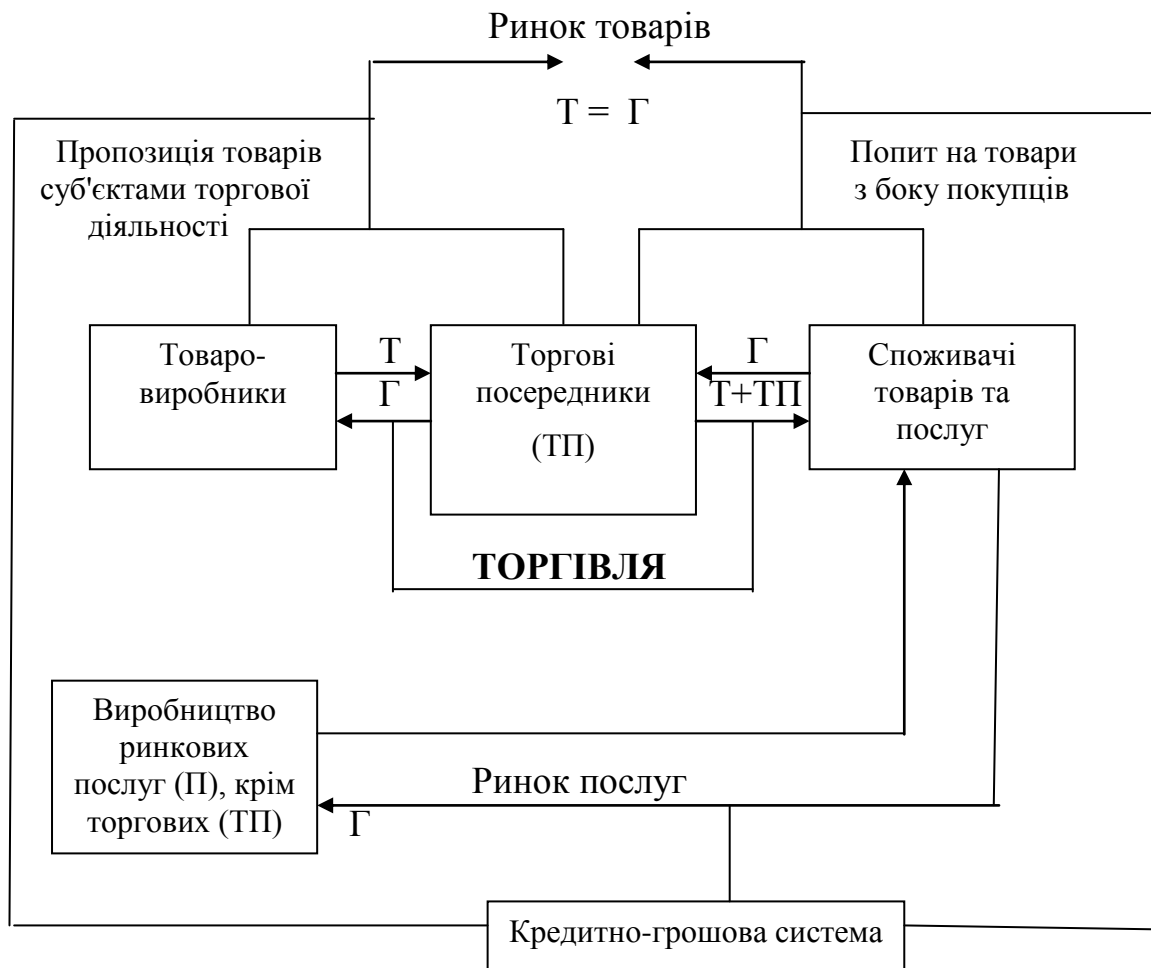 Ринок товарів
Т = Г
Пропозиція товарів
суб'єктами торгової
діяльності
Попит на товари
з боку покупців
Товаро-
виробники
Т
Г
Торгові
посередники
(ТП)
Г
Т+ТП
Споживачі
товарів та
послуг
ТОРГІВЛЯ
Виробництво
ринкових
послуг (П), крім
торгових (ТП)
Ринок послуг
Г
Кредитно-грошова система